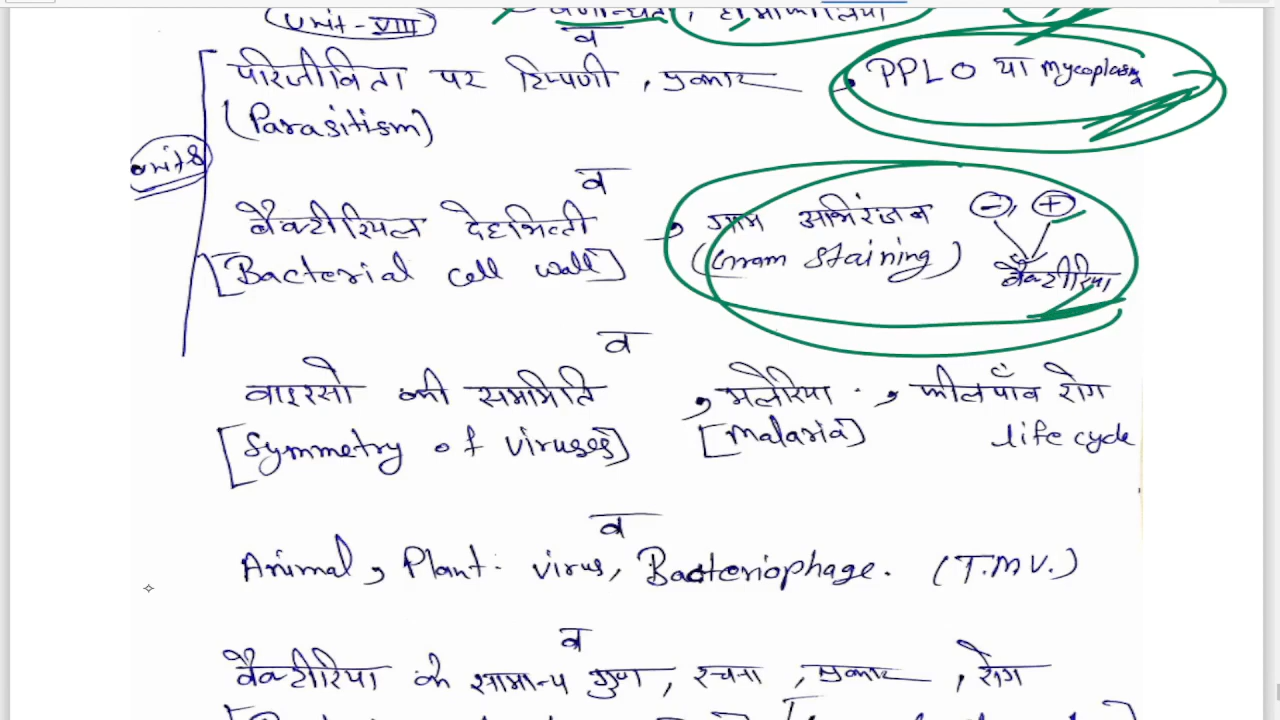 (Unit-VIII)
व
परिजीविता पर टिप्पणी, प्रकार, PPLO या mycoplasma
(Parasitism)
unit 8
व
बैक्टीरियल देहभित्ती, ग्राम अभिरंजन -, +
[Bacterial cell wall] (Gram Staining) बैक्टीरिया
व
वाइरसो की सममिति, मलेरिया, फीलपाँव रोग
[Symmetry of viruses] [malaria] life cycle
व
Animal, Plant virus, Bacteriophage. (T.M.V.)
व
बैक्टीरिया के सामान्य गुण, रचना, प्रकार, रोग